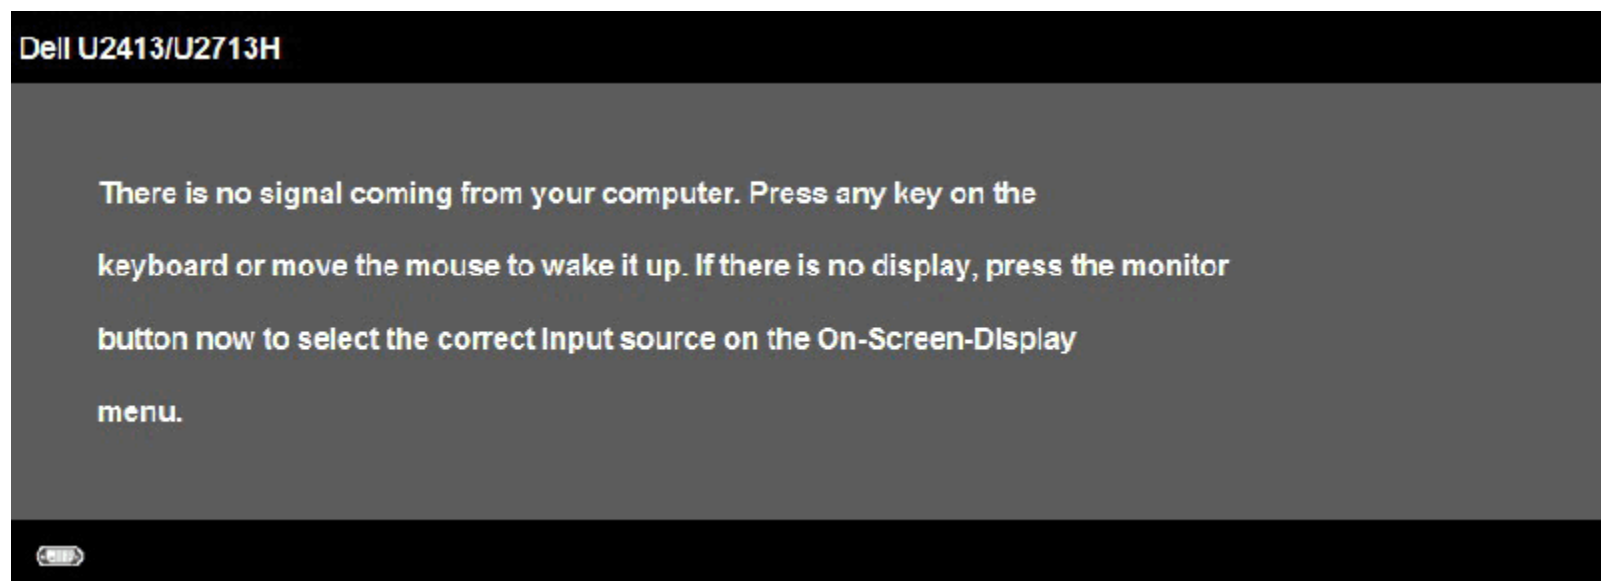 Dell U2413/U2713H
There is no signal coming from your computer. Press any key on the
keyboard or move the mouse to wake it up. If there is no display, press the monitor
button now to select the correct input source on the On-Screen-Display
menu.